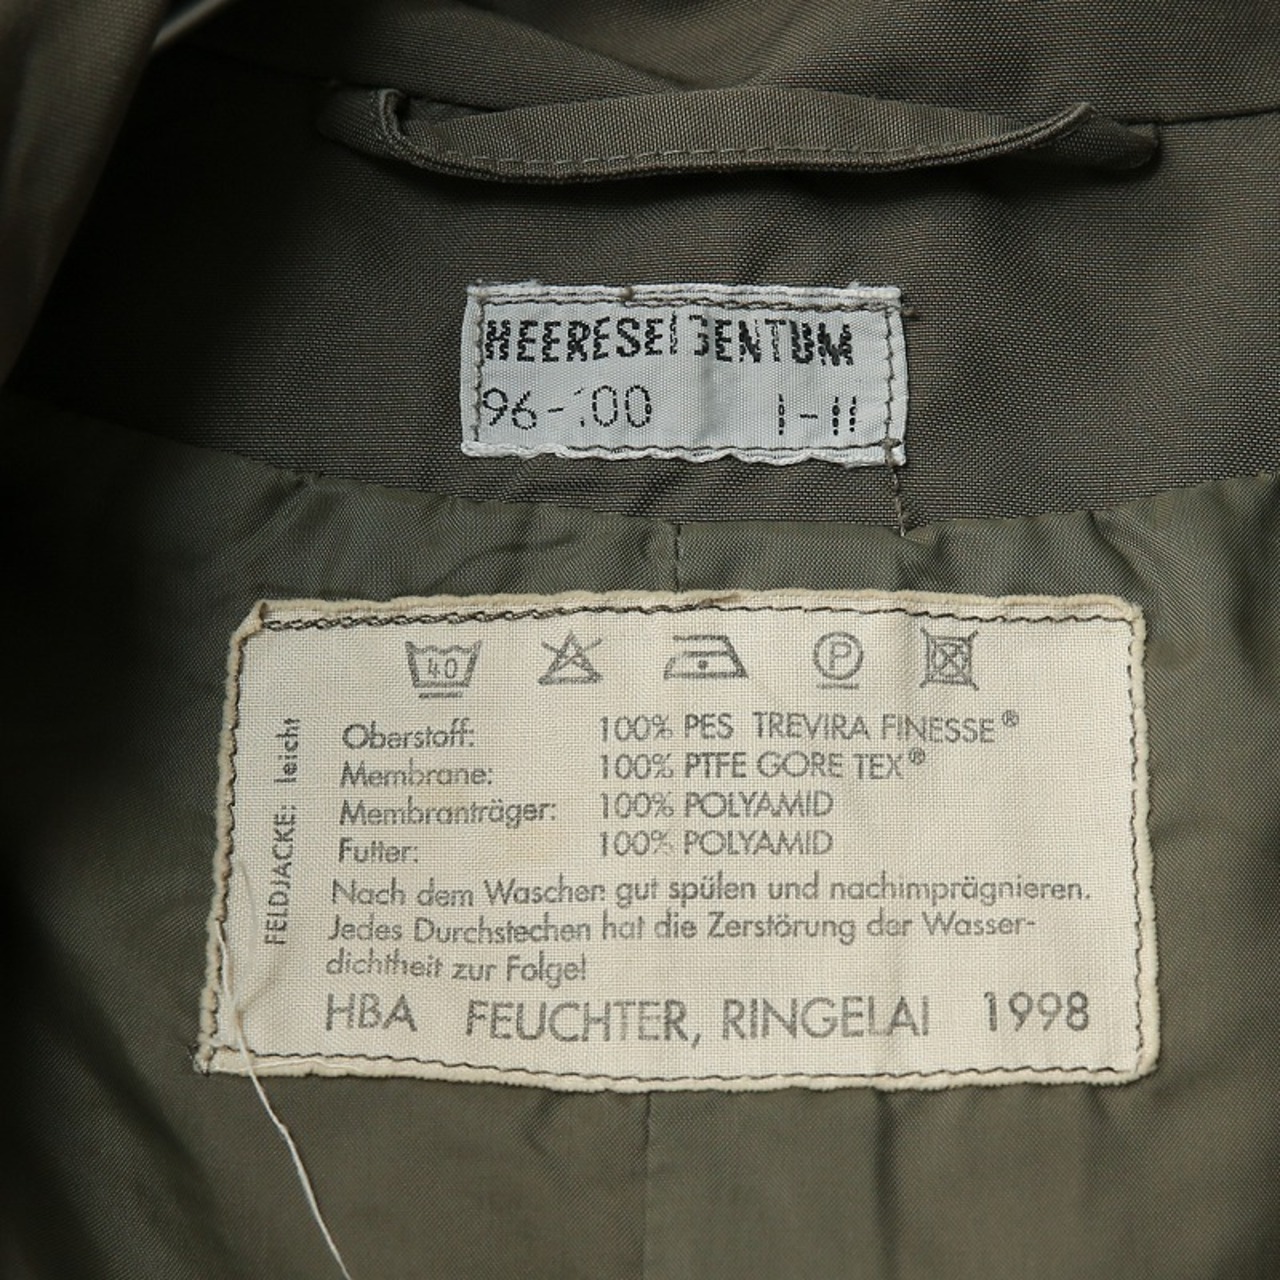 HEERESEIGENTUM
96-100 I-II
40 P
FELDJACKE: leicht
Oberstoff: 100% PES TREVIRA FINESSE®
Membrane: 100% PTFE GORE TEX®
Membranträger: 100% POLYAMID
Futter: 100% POLYAMID
Nach dem Waschen gut spülen und nachimprägnieren.
Jedes Durchstechen hat die Zerstörung der Wasser-
dichtheit zur Folge!
HBA FEUCHTER, RINGELAI 1998